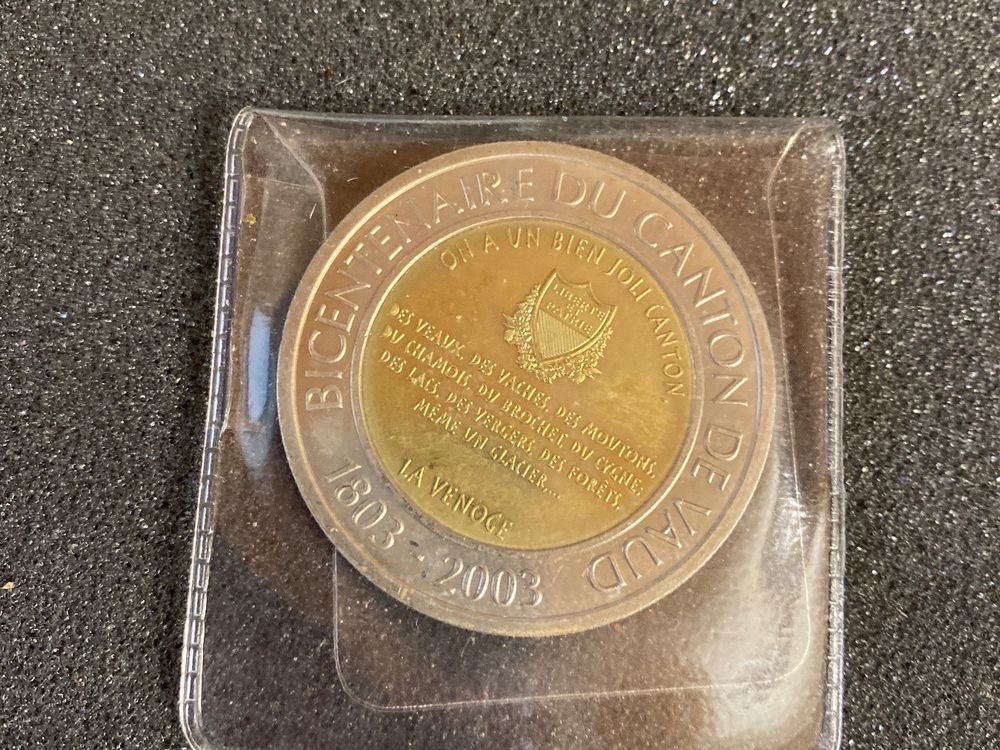 BICENTENAIRE DU CANTON DE VAUD
1803 - 2003
ON A UN BIEN JOLI CANTON,
LIBERTE
ET
PATRIE
DES VEAUX, DES VACHES, DES MOUTONS,
DU CHAMOIS, DU BROCHET, DU CYGNE;
DES LACS, DES VERGERS, DES FORÊTS,
MÊME UN GLACIER....
LA VENOGE